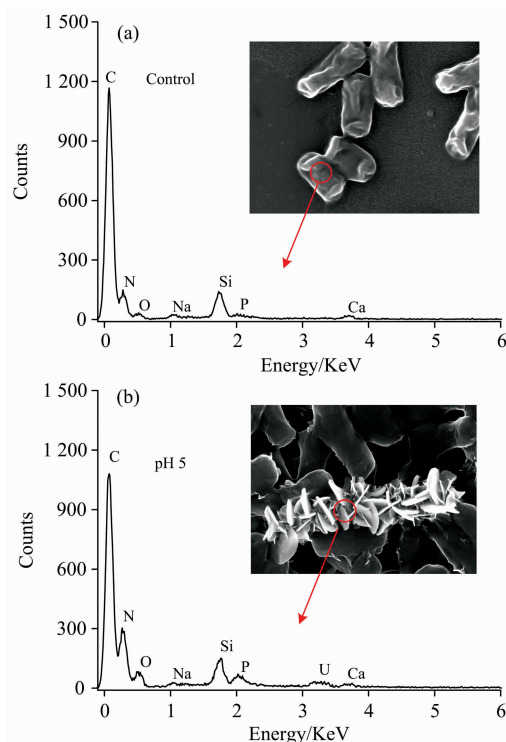 1 500
(a)
C
Control
1 200
900
600
300
0
N
O
Na
Si
P
Ca
0
1
2
3
4
5
6
Counts
Energy/KeV
1 500
(b)
C
pH 5
1 200
900
600
300
0
N
O
Na
Si
P
U
Ca
0
1
2
3
4
5
6
Counts
Energy/KeV